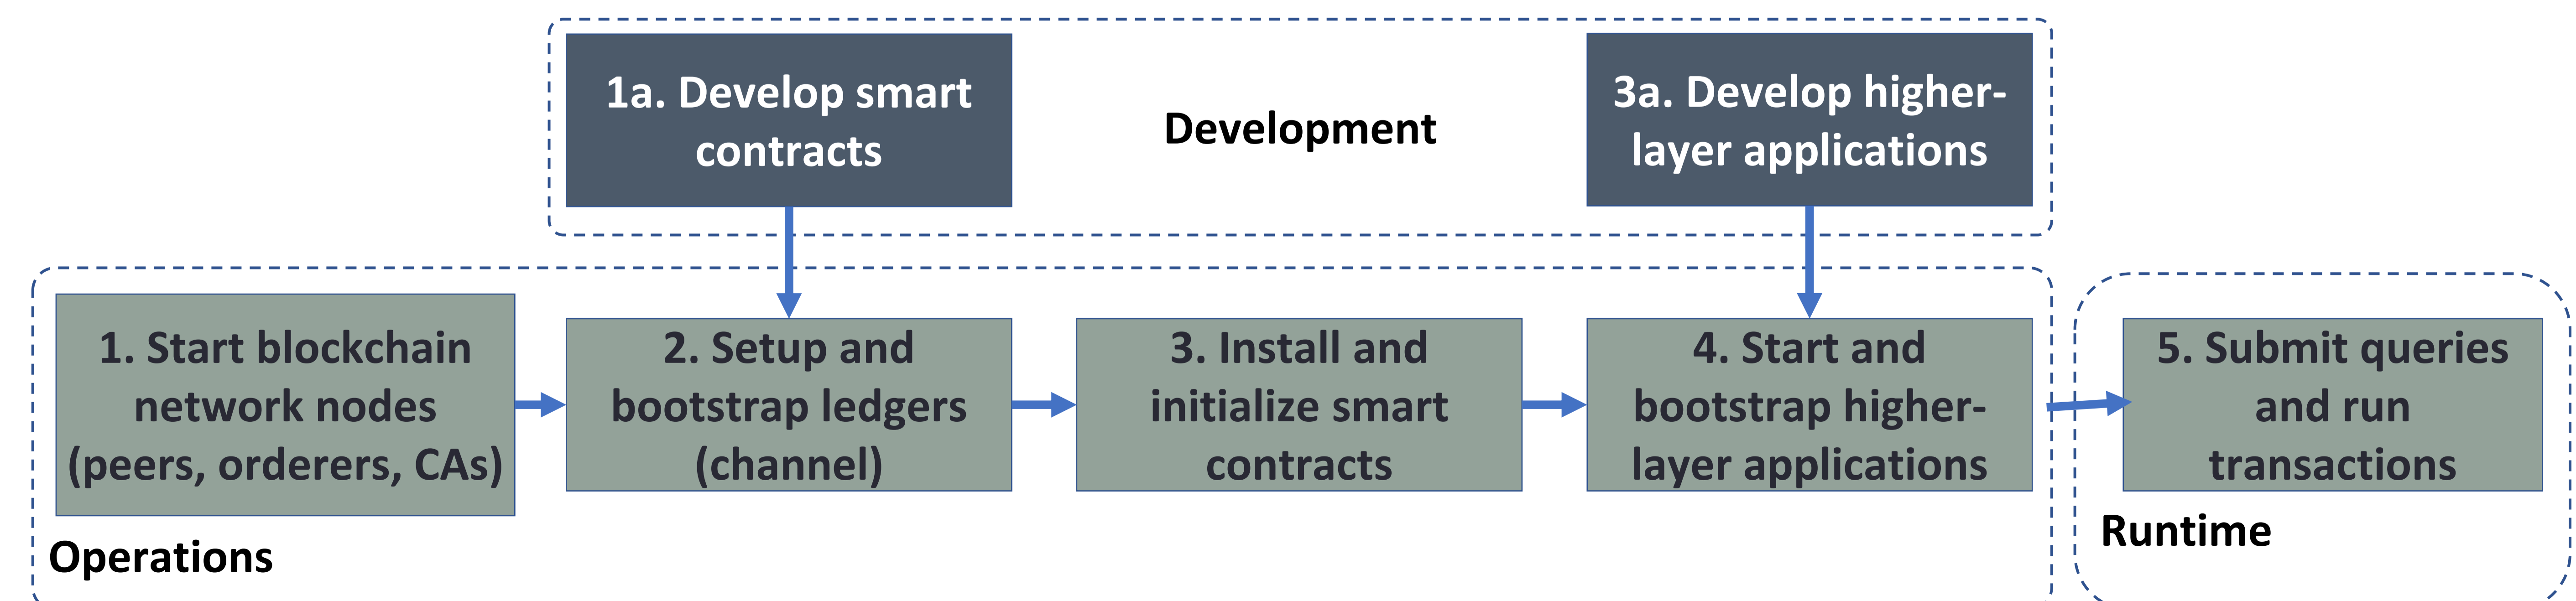 1a. Develop smart
contracts
Development
3a. Develop higher-
layer applications
1. Start blockchain
network nodes
(peers, orderers, CAs)
2. Setup and
bootstrap ledgers
(channel)
3. Install and
initialize smart
contracts
4. Start and
bootstrap higher-
layer applications
5. Submit queries
and run
transactions
Operations
Runtime